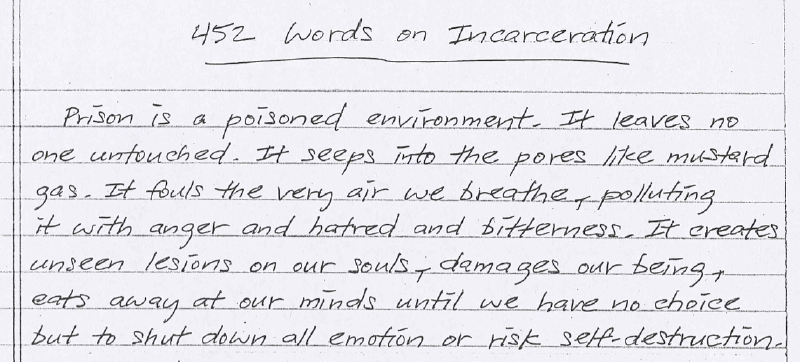 452 Words on Incarceration
Prison is a poisoned environment. It leaves no
one untouched. It seeps into the pores like mustard
gas. It fouls the very air we breathe, polluting
it with anger and hatred and bitterness. It creates
unseen lesions on our souls, damages our being,
eats away at our minds until we have no choice
but to shut down all emotion or risk self-destruction.